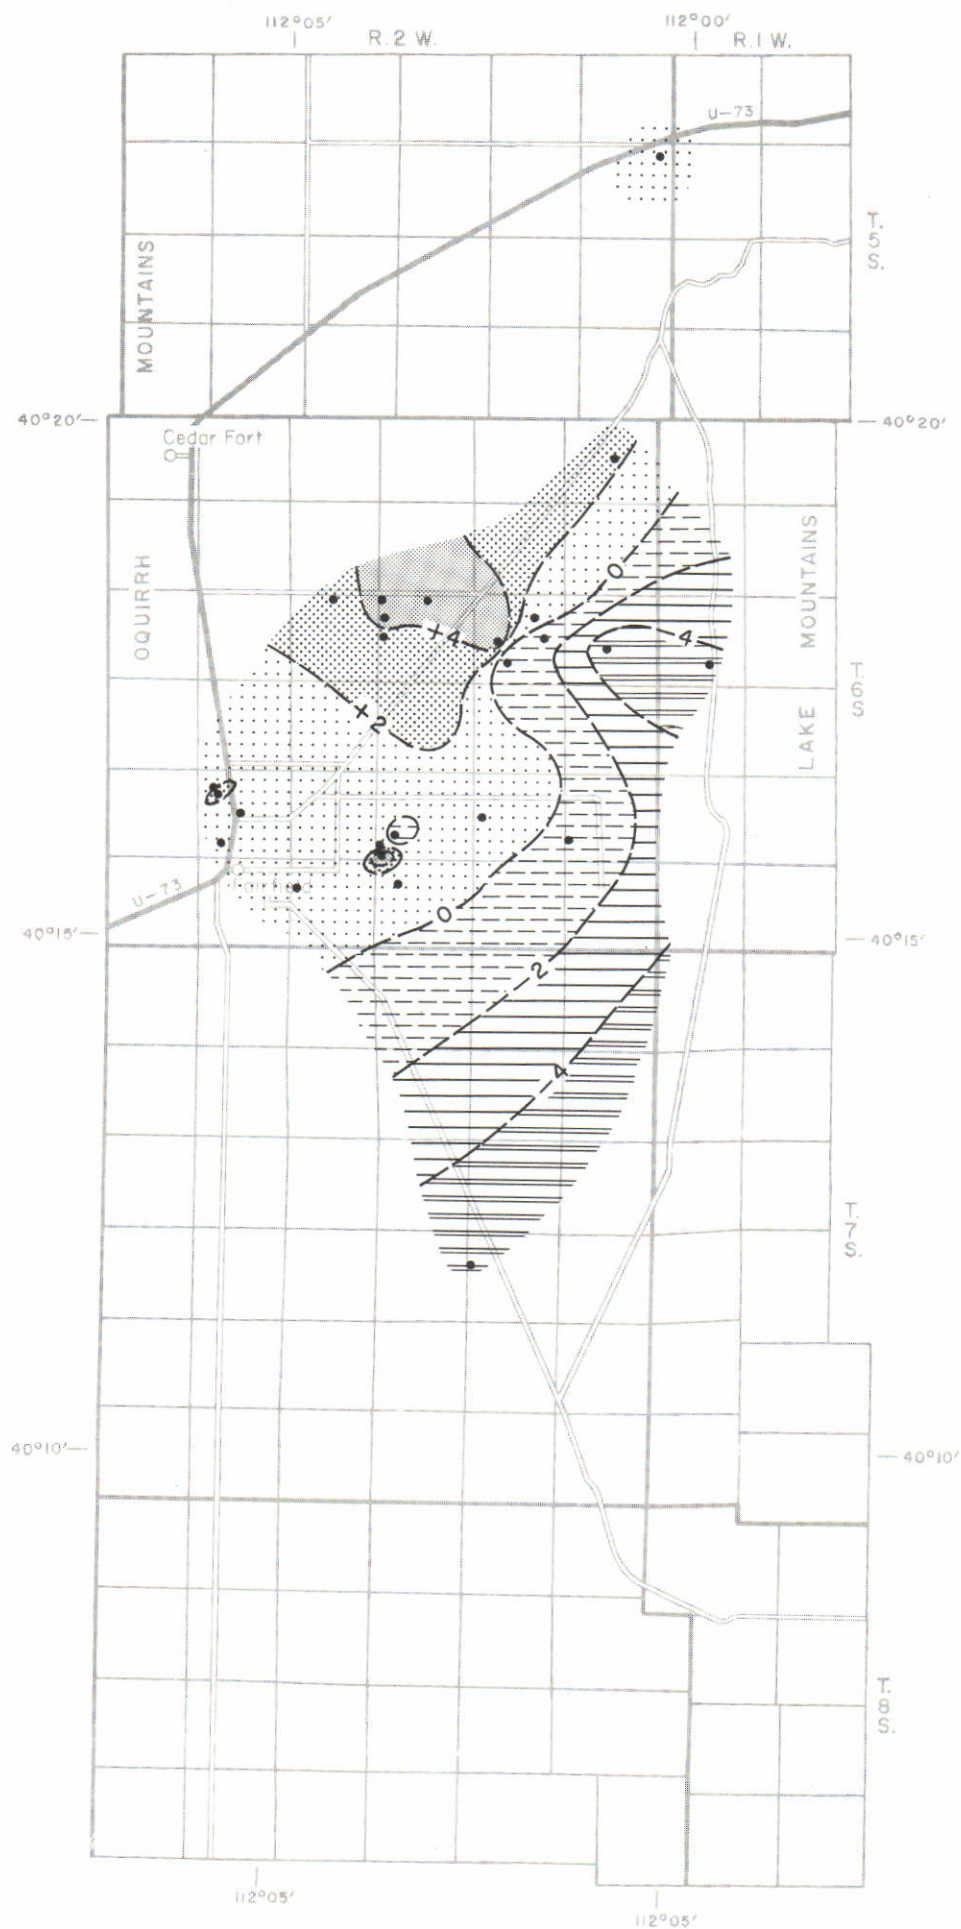 112°05′ 112°00′
R. 2 W. R. 1 W.
U-73
T. 5 S.
MOUNTAINS
40°20′ 40°20′
Cedar Fort
OQUIRRH
LAKE MOUNTAINS
0
+4
4
T. 6 S
+2
Fairfield
U-73
0
40°15′ 40°15′
2
4
T. 7 S.
40°10′ 40°10′
T. 8 S.
112°05′
112°05′